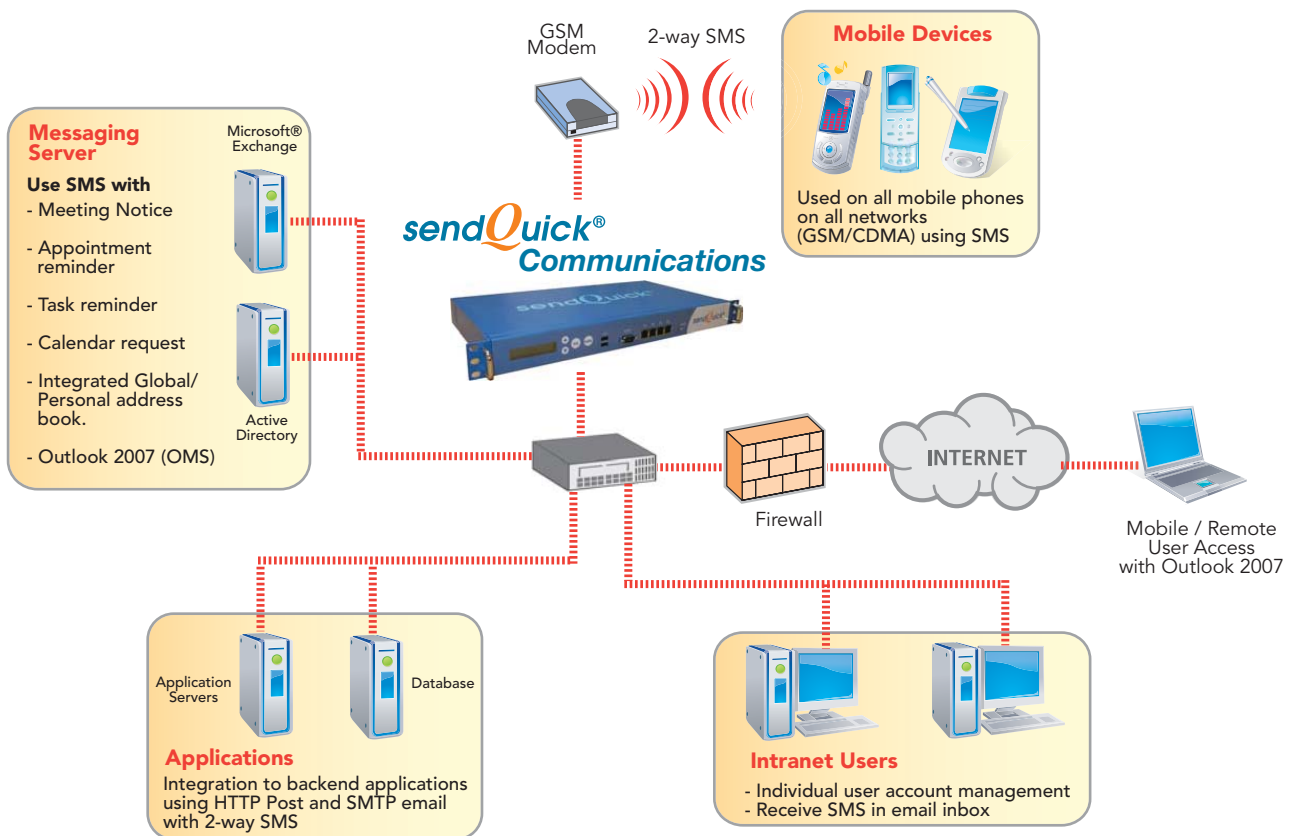 GSM
Modem
2-way SMS
Mobile Devices
Used on all mobile phones
on all networks
(GSM/CDMA) using SMS
Messaging
Server
Microsoft®
Exchange
Use SMS with
- Meeting Notice
- Appointment
reminder
- Task reminder
- Calendar request
- Integrated Global/
Personal address
book.
- Outlook 2007 (OMS)
Active
Directory
sendQuick®
Communications
sendQuick
sendQuick
INTERNET
Firewall
Mobile / Remote
User Access
with Outlook 2007
Application
Servers
Database
Applications
Integration to backend applications
using HTTP Post and SMTP email
with 2-way SMS
Intranet Users
- Individual user account management
- Receive SMS in email inbox